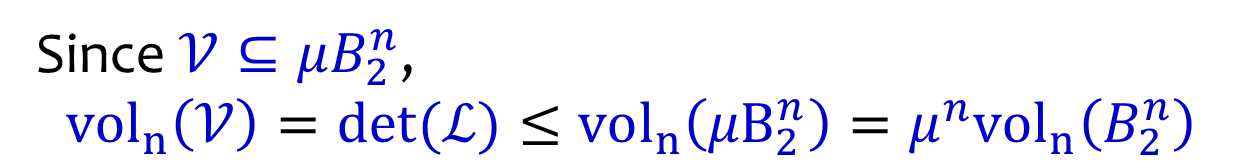 Since 𝒱 ⊆ 𝜇𝐵₂ⁿ,
volₙ(𝒱) = det(ℒ) ≤ volₙ(𝜇B₂ⁿ) = 𝜇ⁿvolₙ(𝐵₂ⁿ)